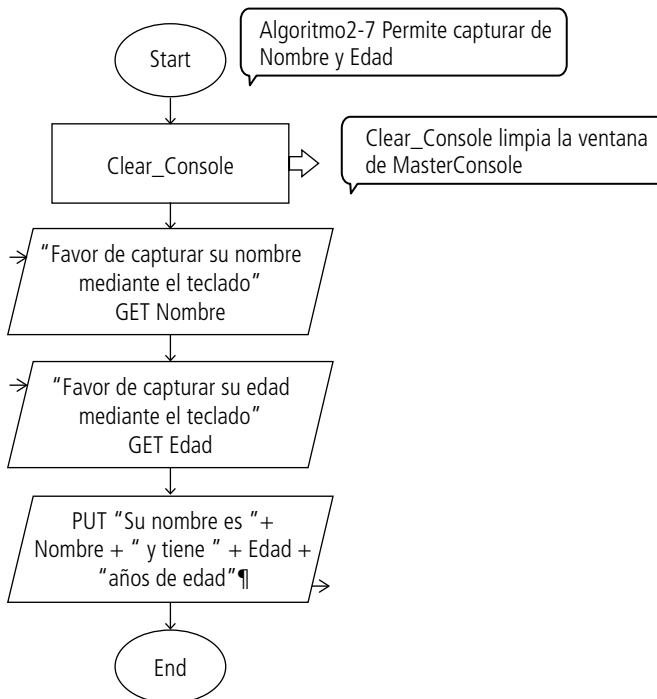 Start
Algoritmo2-7 Permite capturar de
Nombre y Edad
Clear_Console
Clear_Console limpia la ventana
de MasterConsole
“Favor de capturar su nombre
mediante el teclado”
GET Nombre
“Favor de capturar su edad
mediante el teclado”
GET Edad
PUT “Su nombre es ”+
Nombre + “ y tiene ” + Edad +
“años de edad”¶
End